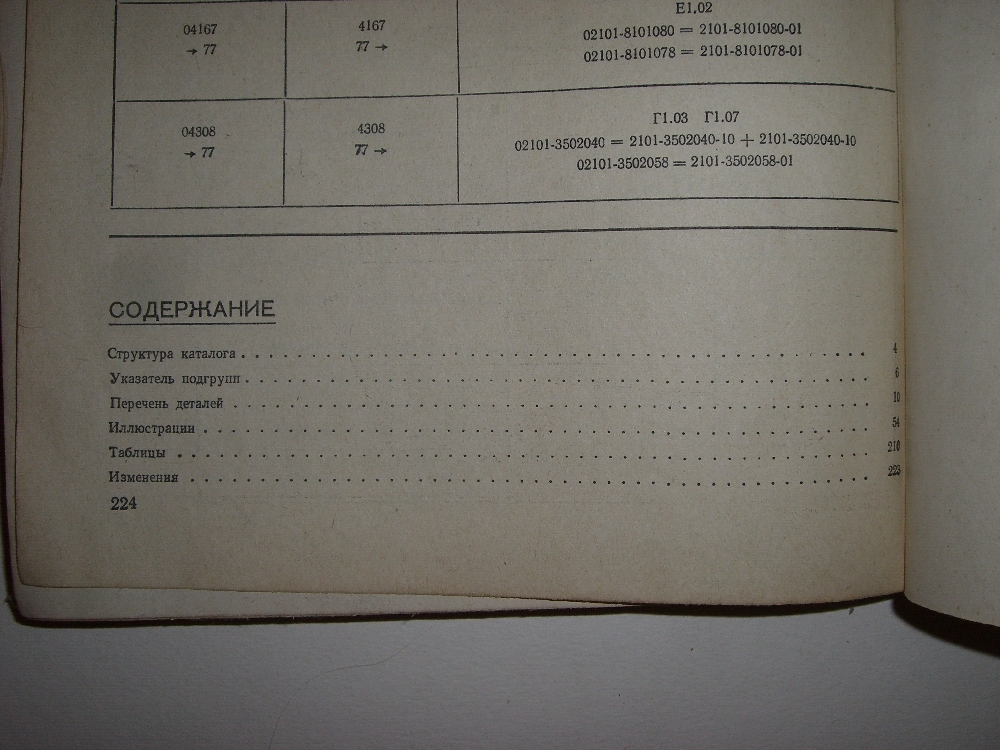 04167
→ 77
4167
77 →
Е1.02
02101-8101080 = 2101-8101080-01
02101-8101078 = 2101-8101078-01
04308
→ 77
4308
77 →
Г1.03 Г1.07
02101-3502040 = 2101-3502040-10 + 2101-3502040-10
02101-3502058 = 2101-3502058-01
СОДЕРЖАНИЕ
Структура каталога . . . . . . . . . . 4
Указатель подгрупп . . . . . . . . . . 6
Перечень деталей . . . . . . . . . . 10
Иллюстрации . . . . . . . . . . 54
Таблицы . . . . . . . . . . 210
Изменения . . . . . . . . . . 223
224